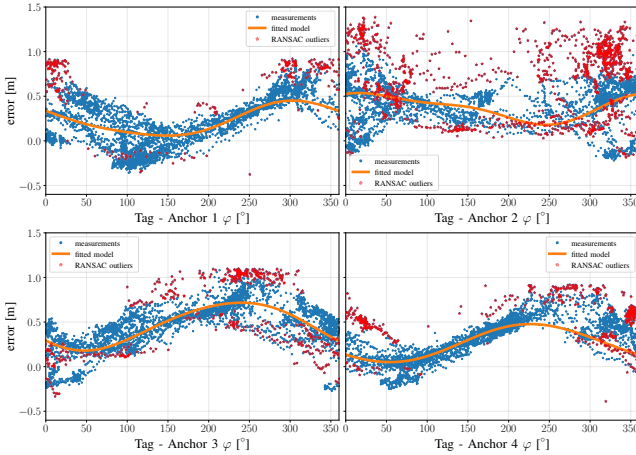 1.5
1.0
0.5
0.0
−0.5
error [m]
measurements
fitted model
RANSAC outliers
0 50 100 150 200 250 300 350
Tag - Anchor 1 φ [°]
measurements
fitted model
RANSAC outliers
0 50 100 150 200 250 300 350
Tag - Anchor 2 φ [°]
1.5
1.0
0.5
0.0
−0.5
error [m]
measurements
fitted model
RANSAC outliers
0 50 100 150 200 250 300 350
Tag - Anchor 3 φ [°]
measurements
fitted model
RANSAC outliers
0 50 100 150 200 250 300 350
Tag - Anchor 4 φ [°]